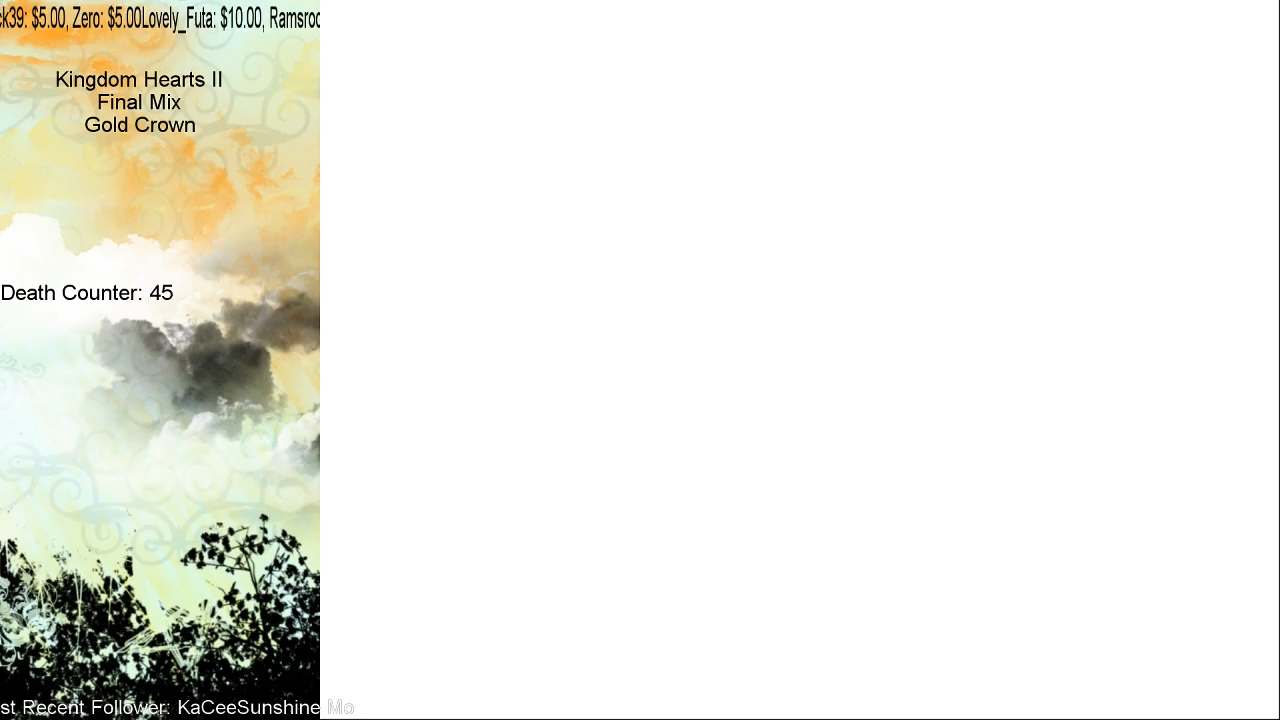 ck39: $5.00, Zero: $5.00Lovely_Futa: $10.00, Ramsroc
Kingdom Hearts II
Final Mix
Gold Crown
Death Counter: 45
st Recent Follower: KaCeeSunshine Mo